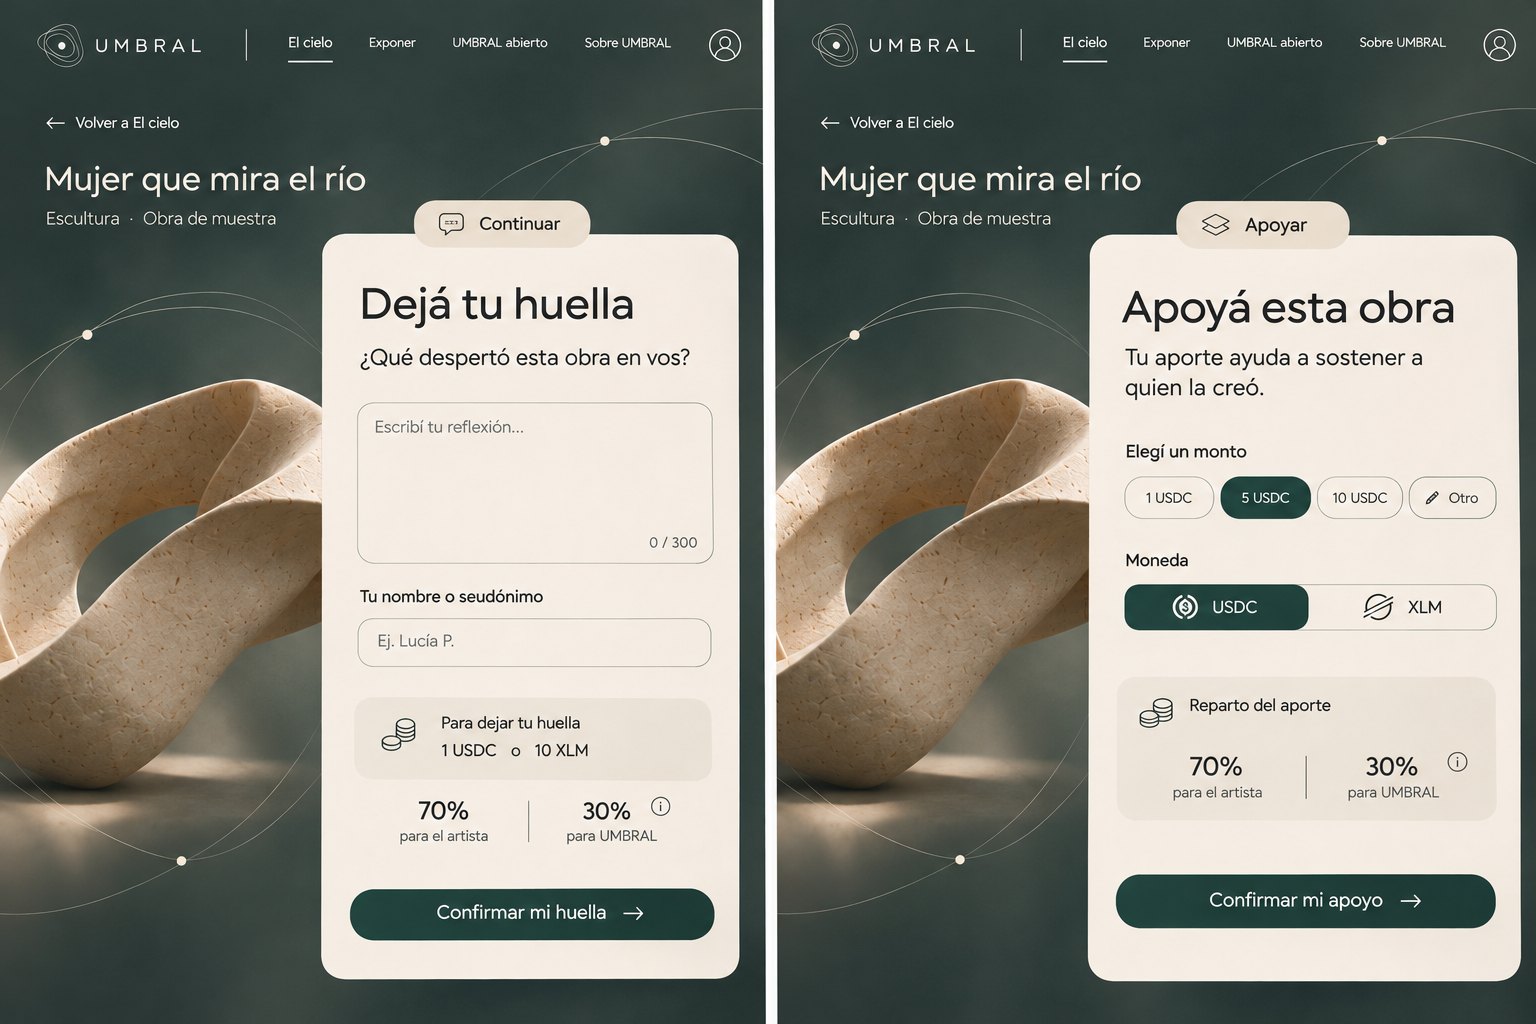 UMBRAL
El cielo
Exponer
UMBRAL abierto
Sobre UMBRAL
Volver a El cielo
Mujer que mira el río
Escultura · Obra de muestra
Continuar
Dejá tu huella
¿Qué despertó esta obra en vos?
Escribí tu reflexión...
0 / 300
Tu nombre o seudónimo
Ej. Lucía P.
Para dejar tu huella
1 USDC o 10 XLM
70%
para el artista
30%
para UMBRAL
Confirmar mi huella
UMBRAL
El cielo
Exponer
UMBRAL abierto
Sobre UMBRAL
Volver a El cielo
Mujer que mira el río
Escultura · Obra de muestra
Apoyar
Apoyá esta obra
Tu aporte ayuda a sostener a
quien la creó.
Elegí un monto
1 USDC
5 USDC
10 USDC
Otro
Moneda
USDC
XLM
Reparto del aporte
70%
para el artista
30%
para UMBRAL
Confirmar mi apoyo